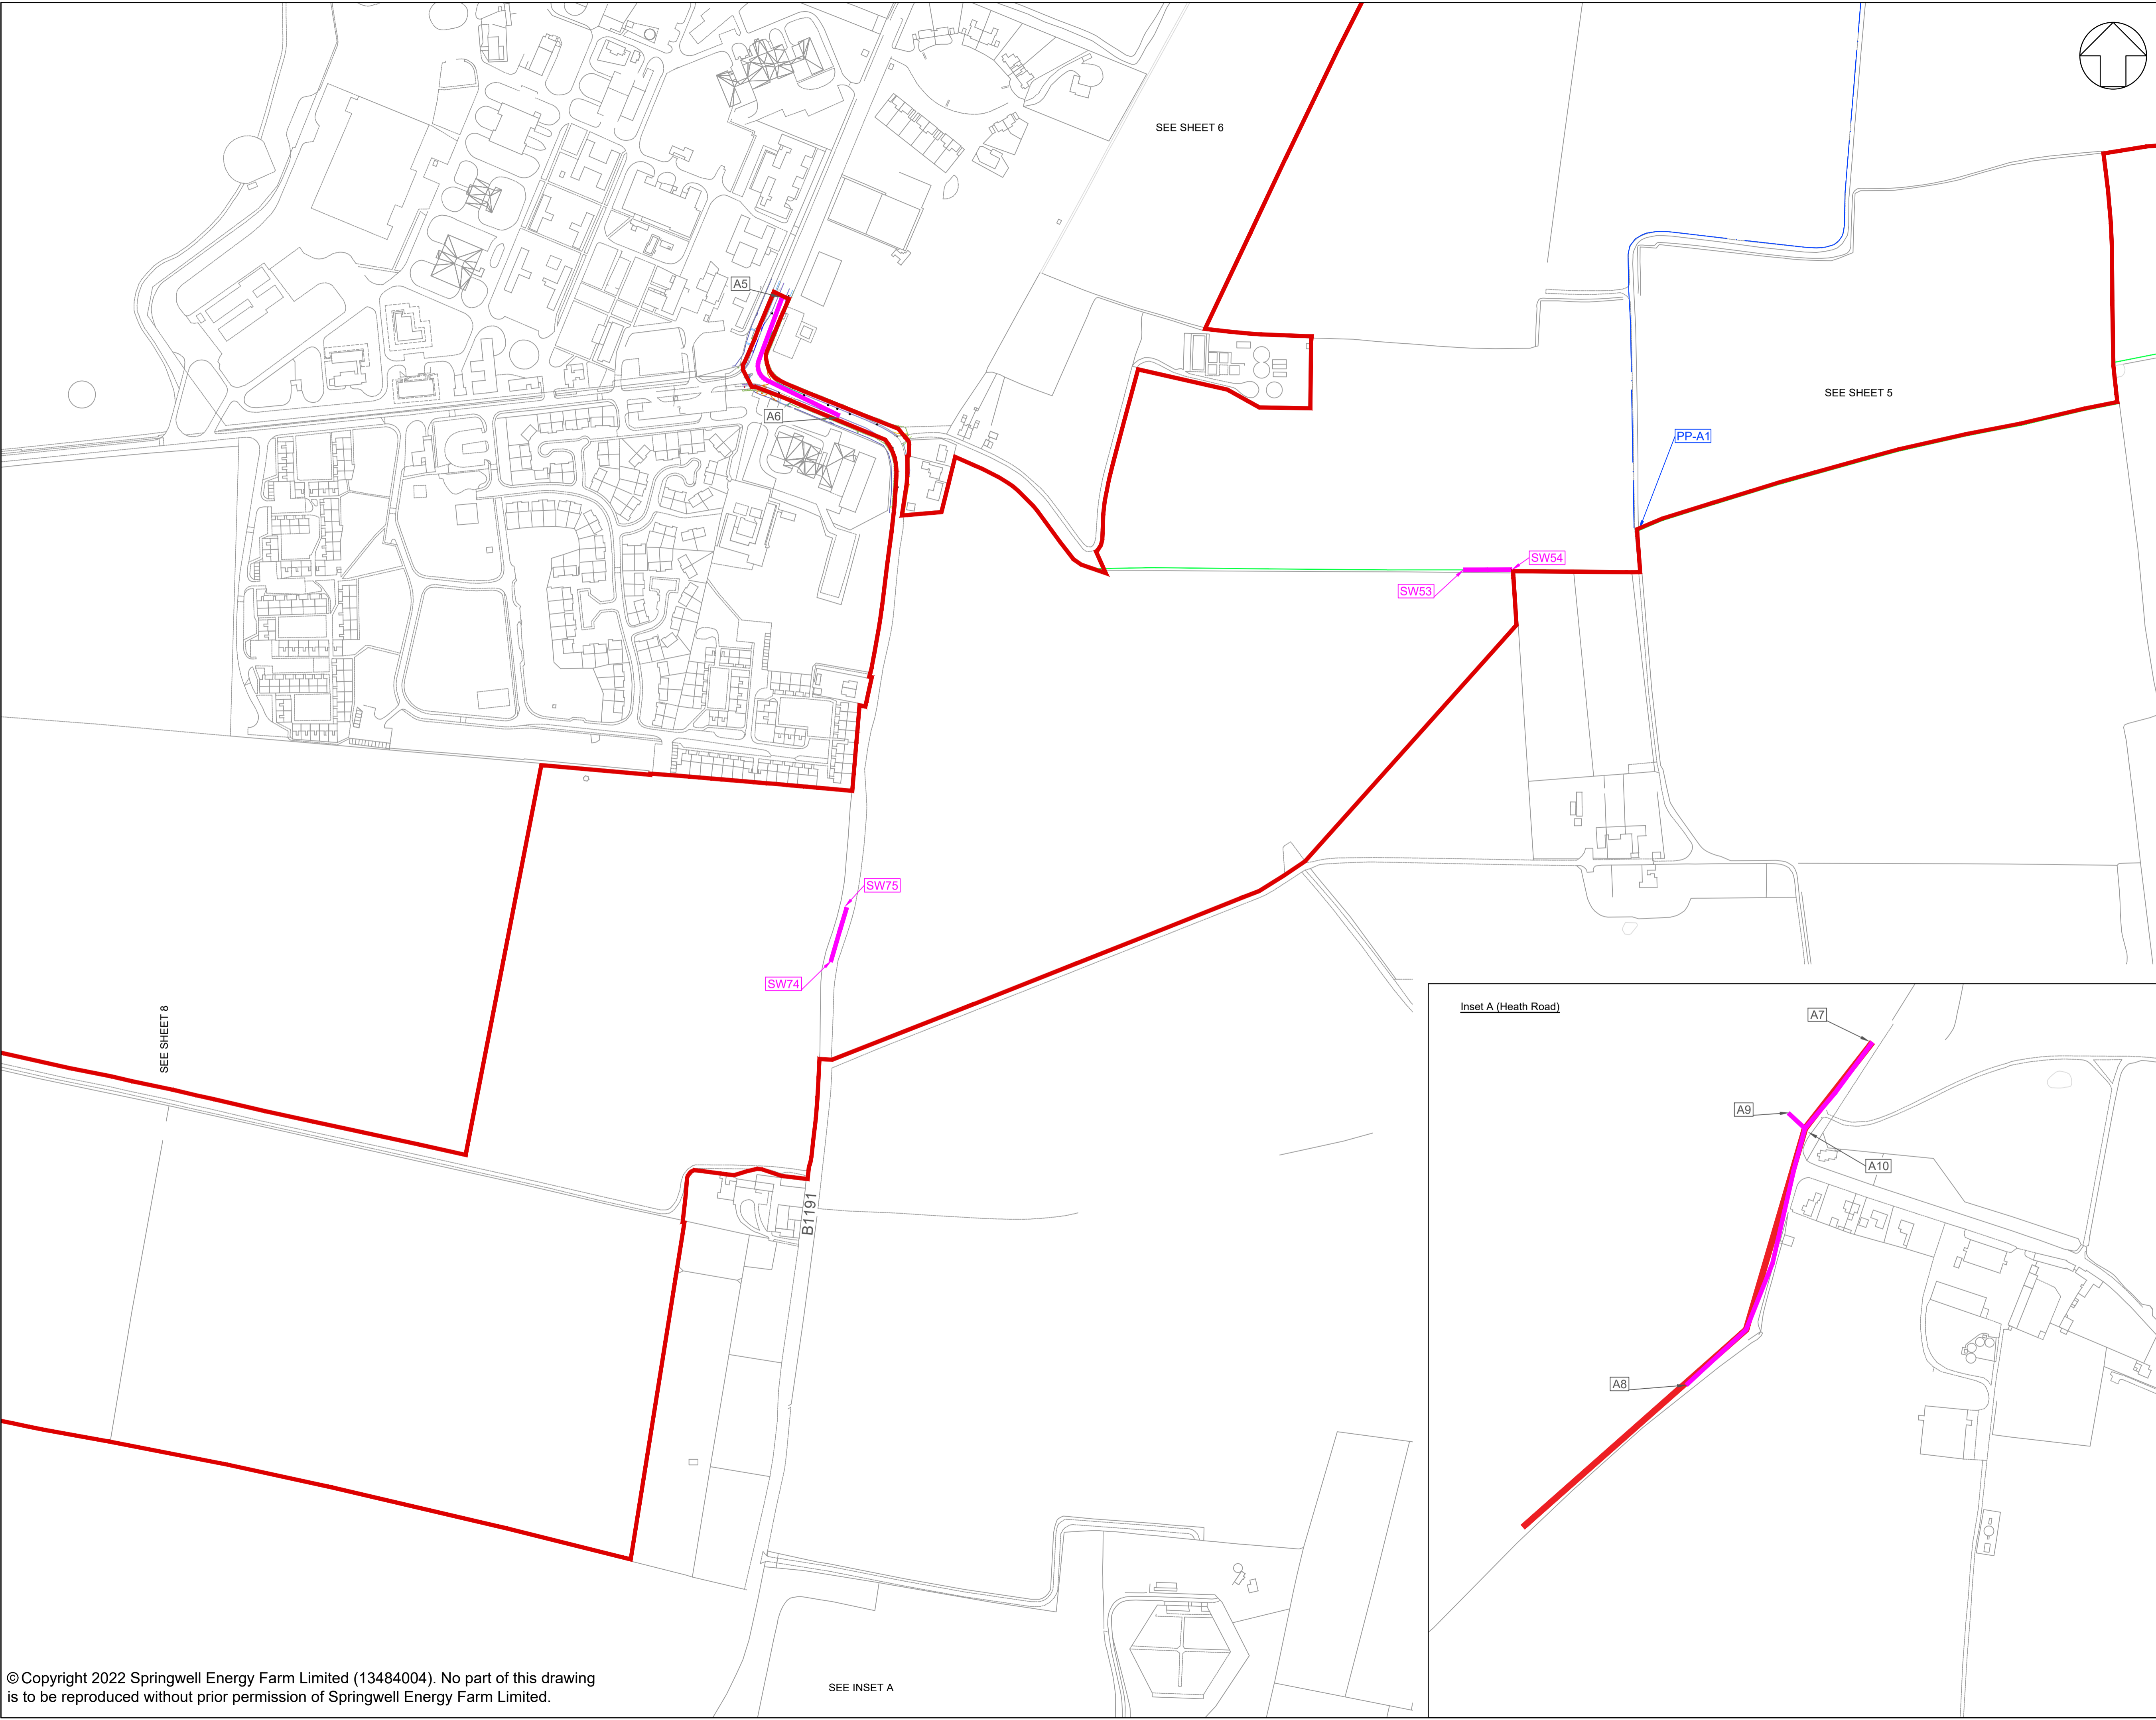 SEE SHEET 6
A5
SEE SHEET 5
A6
PP-A1
SW54
SW53
SW75
SW74
SEE SHEET 8
Inset A (Heath Road)
A7
A9
A10
B1191
A8
© Copyright 2022 Springwell Energy Farm Limited (13484004). No part of this drawing
is to be reproduced without prior permission of Springwell Energy Farm Limited.
SEE INSET A